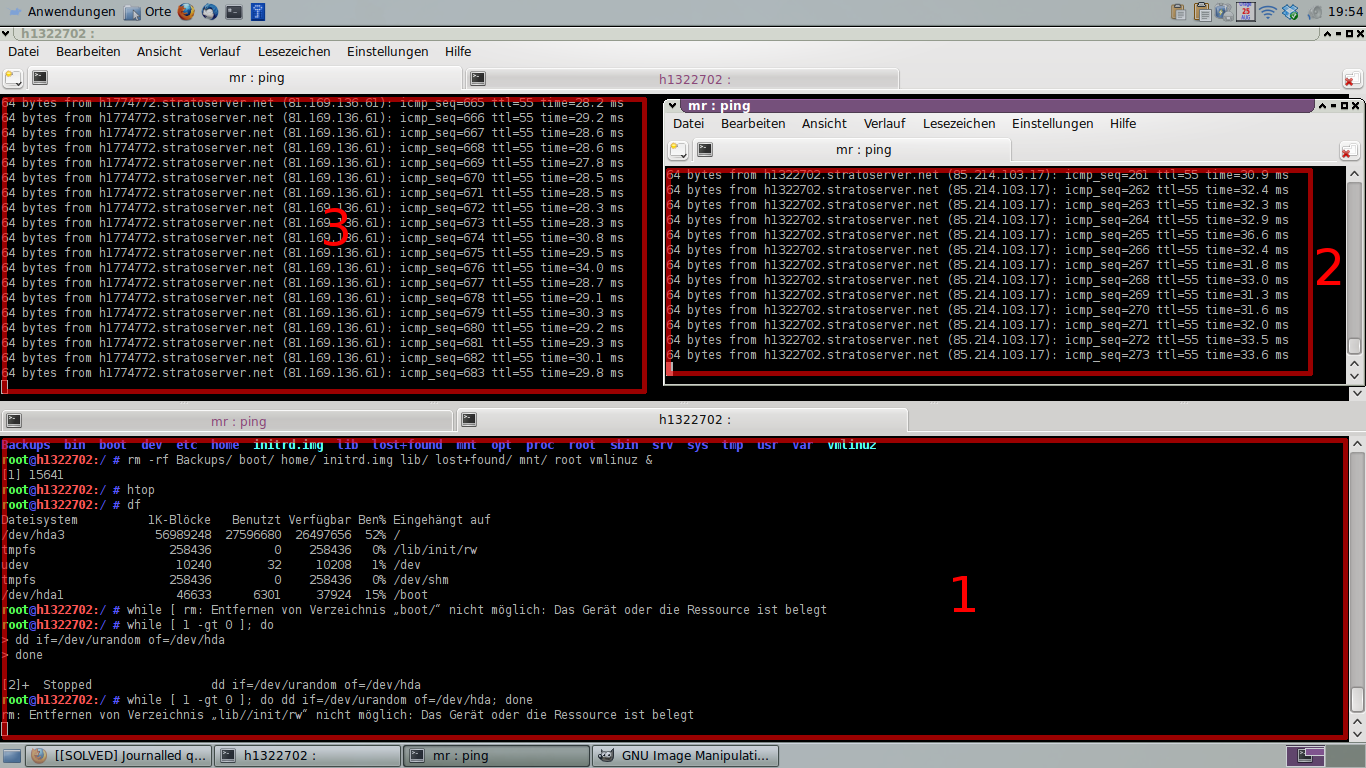 Anwendungen Orte 25 AUG 19:54
h1322702 :
Datei Bearbeiten Ansicht Verlauf Lesezeichen Einstellungen Hilfe
mr : ping h1322702 :
64 bytes from h1774772.stratoserver.net (81.169.136.61): icmp_seq=665 ttl=55 time=28.2 ms
64 bytes from h1774772.stratoserver.net (81.169.136.61): icmp_seq=666 ttl=55 time=29.2 ms
64 bytes from h1774772.stratoserver.net (81.169.136.61): icmp_seq=667 ttl=55 time=28.6 ms
64 bytes from h1774772.stratoserver.net (81.169.136.61): icmp_seq=668 ttl=55 time=28.6 ms
64 bytes from h1774772.stratoserver.net (81.169.136.61): icmp_seq=669 ttl=55 time=27.8 ms
64 bytes from h1774772.stratoserver.net (81.169.136.61): icmp_seq=670 ttl=55 time=28.5 ms
64 bytes from h1774772.stratoserver.net (81.169.136.61): icmp_seq=671 ttl=55 time=28.5 ms
64 bytes from h1774772.stratoserver.net (81.169.136.61): icmp_seq=672 ttl=55 time=28.3 ms
64 bytes from h1774772.stratoserver.net (81.169.136.61): icmp_seq=673 ttl=55 time=28.3 ms
64 bytes from h1774772.stratoserver.net (81.169.136.61): icmp_seq=674 ttl=55 time=30.8 ms
64 bytes from h1774772.stratoserver.net (81.169.136.61): icmp_seq=675 ttl=55 time=29.5 ms
64 bytes from h1774772.stratoserver.net (81.169.136.61): icmp_seq=676 ttl=55 time=34.0 ms
64 bytes from h1774772.stratoserver.net (81.169.136.61): icmp_seq=677 ttl=55 time=28.7 ms
64 bytes from h1774772.stratoserver.net (81.169.136.61): icmp_seq=678 ttl=55 time=29.1 ms
64 bytes from h1774772.stratoserver.net (81.169.136.61): icmp_seq=679 ttl=55 time=30.3 ms
64 bytes from h1774772.stratoserver.net (81.169.136.61): icmp_seq=680 ttl=55 time=29.2 ms
64 bytes from h1774772.stratoserver.net (81.169.136.61): icmp_seq=681 ttl=55 time=29.3 ms
64 bytes from h1774772.stratoserver.net (81.169.136.61): icmp_seq=682 ttl=55 time=30.1 ms
64 bytes from h1774772.stratoserver.net (81.169.136.61): icmp_seq=683 ttl=55 time=29.8 ms
3
mr : ping
Datei Bearbeiten Ansicht Verlauf Lesezeichen Einstellungen Hilfe
mr : ping
64 bytes from h1322702.stratoserver.net (85.214.103.17): icmp_seq=261 ttl=55 time=30.9 ms
64 bytes from h1322702.stratoserver.net (85.214.103.17): icmp_seq=262 ttl=55 time=32.4 ms
64 bytes from h1322702.stratoserver.net (85.214.103.17): icmp_seq=263 ttl=55 time=32.3 ms
64 bytes from h1322702.stratoserver.net (85.214.103.17): icmp_seq=264 ttl=55 time=32.9 ms
64 bytes from h1322702.stratoserver.net (85.214.103.17): icmp_seq=265 ttl=55 time=36.6 ms
64 bytes from h1322702.stratoserver.net (85.214.103.17): icmp_seq=266 ttl=55 time=32.4 ms
64 bytes from h1322702.stratoserver.net (85.214.103.17): icmp_seq=267 ttl=55 time=31.8 ms
64 bytes from h1322702.stratoserver.net (85.214.103.17): icmp_seq=268 ttl=55 time=33.0 ms
64 bytes from h1322702.stratoserver.net (85.214.103.17): icmp_seq=269 ttl=55 time=31.3 ms
64 bytes from h1322702.stratoserver.net (85.214.103.17): icmp_seq=270 ttl=55 time=31.6 ms
64 bytes from h1322702.stratoserver.net (85.214.103.17): icmp_seq=271 ttl=55 time=32.0 ms
64 bytes from h1322702.stratoserver.net (85.214.103.17): icmp_seq=272 ttl=55 time=33.5 ms
64 bytes from h1322702.stratoserver.net (85.214.103.17): icmp_seq=273 ttl=55 time=33.6 ms
2
mr : ping h1322702 :
Backups bin boot dev etc home initrd.img lib lost+found mnt opt proc root sbin srv sys tmp usr var vmlinuz
root@h1322702:/ # rm -rf Backups/ boot/ home/ initrd.img lib/ lost+found/ mnt/ root vmlinuz &
[1] 15641
root@h1322702:/ # htop
root@h1322702:/ # df
Dateisystem 1K-Blöcke Benutzt Verfügbar Ben% Eingehängt auf
/dev/hda3 56989248 27596680 26497656 52% /
tmpfs 258436 0 258436 0% /lib/init/rw
udev 10240 32 10208 1% /dev
tmpfs 258436 0 258436 0% /dev/shm
/dev/hda1 46633 6301 37924 15% /boot
root@h1322702:/ # while [ rm: Entfernen von Verzeichnis „boot/“ nicht möglich: Das Gerät oder die Ressource ist belegt
root@h1322702:/ # while [ 1 -gt 0 ]; do
> dd if=/dev/urandom of=/dev/hda
> done
[2]+ Stopped dd if=/dev/urandom of=/dev/hda
root@h1322702:/ # while [ 1 -gt 0 ]; do dd if=/dev/urandom of=/dev/hda; done
rm: Entfernen von Verzeichnis „lib//init/rw“ nicht möglich: Das Gerät oder die Ressource ist belegt
1
[[SOLVED] Journalled q... h1322702 : mr : ping GNU Image Manipulati...